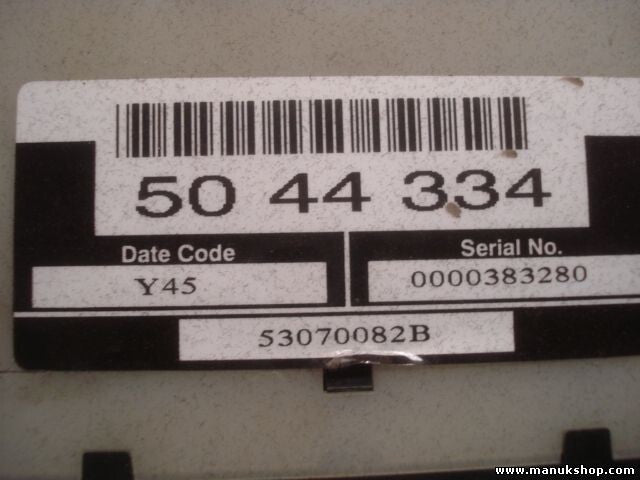 50 44 334
Date Code
Serial No.
Y45
0000383280
53070082B
www.manukshop.com